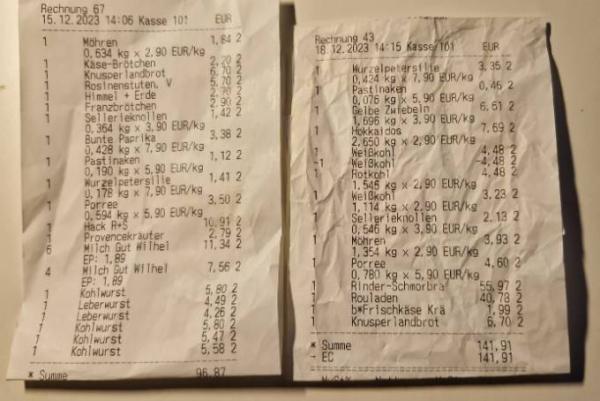 Rechnung 67
15.12.2023 14:06 Kasse 101 EUR
1 Möhren 1,84 2
0,634 kg x 2,90 EUR/kg
1 Käse-Brötchen 2,20 2
1 Knusperlandbrot 6,70 2
1 Rosinenstuten, V 5,70 2
1 Himmel + Erde
1 Franzbrötchen 2,90 2
1 Sellerieknollen 1,42 2
0,364 kg x 3,90 EUR/kg
1 Bunte Paprika 3,38 2
0,428 kg x 7,90 EUR/kg
1 Pastinaken 1,12 2
0,190 kg x 5,90 EUR/kg
1 Wurzelpetersilie 1,41 2
0,178 kg x 7,90 EUR/kg
1 Porree 3,50 2
0,594 kg x 5,90 EUR/kg
1 Hack R+S 10,91 2
1 Provencekräuter 2,79 2
6 Milch Gut Wilhel 11,34 2
EP: 1,89
4 Milch Gut Wilhel 7,56 2
EP: 1,89
1 Kohlwurst 5,80 2
1 Leberwurst 4,49 2
1 Leberwurst 4,26 2
1 Kohlwurst 5,80 2
1 Kohlwurst 5,47 2
1 Kohlwurst 5,58 2
* Summe 96,87
Rechnung 43
18.12.2023 14:15 Kasse 101 EUR
1 Wurzelpetersilie 3,35 2
0,424 kg x 7,90 EUR/kg
1 Pastinaken 0,45 2
0,076 kg x 5,90 EUR/kg
1 Gelbe Zwiebeln 6,61 2
1,696 kg x 3,90 EUR/kg
1 Hokkaidos 7,69 2
2,650 kg x 2,90 EUR/kg
1 Weißkohl 4,48 2
-1 Weißkohl -4,48 2
1 Rotkohl 4,48 2
1,545 kg x 2,90 EUR/kg
1 Weißkohl 3,23 2
1,114 kg x 2,90 EUR/kg
1 Sellerieknollen 2,13 2
0,546 kg x 3,90 EUR/kg
1 Möhren 3,93 2
1,354 kg x 2,90 EUR/kg
1 Porree 4,60 2
0,780 kg x 5,90 EUR/kg
1 Rinder-Schmorbra 55,97 2
1 Rouladen 40,78 2
1 b*Frischkäse Krä 1,99 2
1 Knusperlandbrot 6,70 2
* Summe 141,91
- EC 141,91